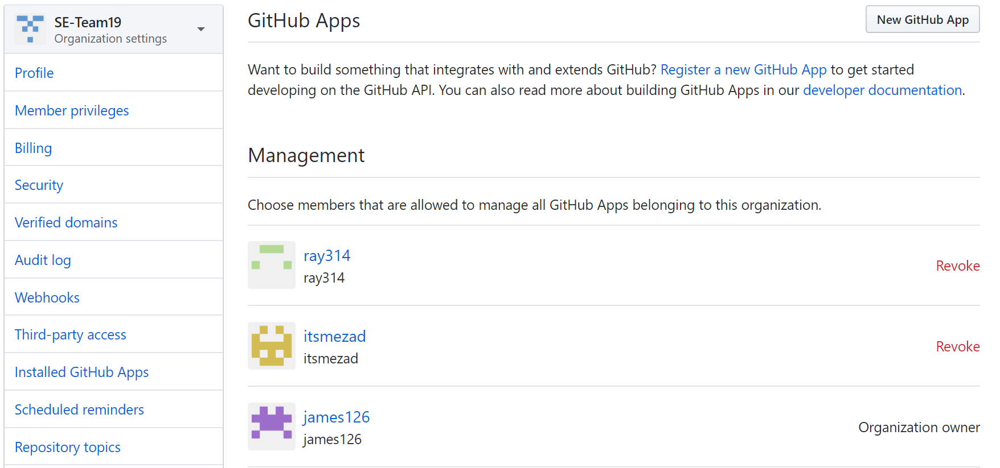 SE-Team19
Organization settings
Profile
Member privileges
Billing
Security
Verified domains
Audit log
Webhooks
Third-party access
Installed GitHub Apps
Scheduled reminders
Repository topics
GitHub Apps
New GitHub App
Want to build something that integrates with and extends GitHub? Register a new GitHub App to get started
developing on the GitHub API. You can also read more about building GitHub Apps in our developer documentation.
Management
Choose members that are allowed to manage all GitHub Apps belonging to this organization.
ray314
ray314
Revoke
itsmezad
itsmezad
Revoke
james126
james126
Organization owner